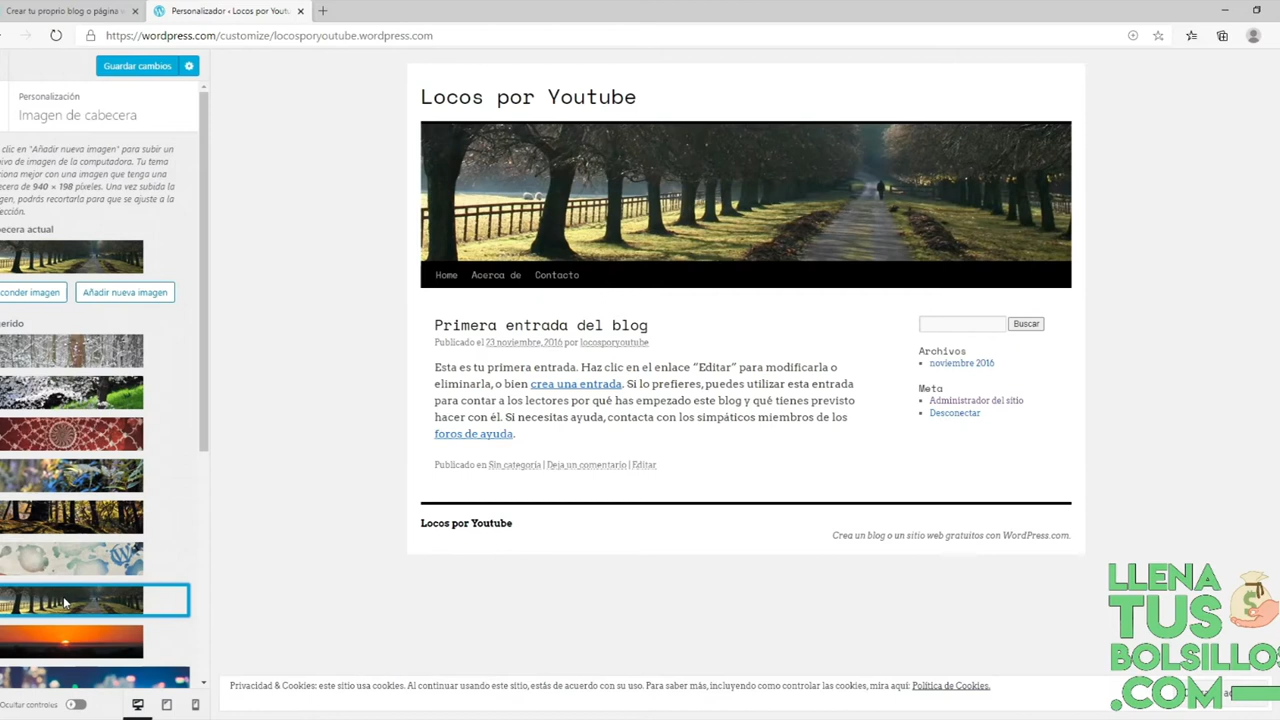 Crear tu propio blog o página
Personalizador ‹ Locos por Yout
https://wordpress.com/customize/locosporyoutube.wordpress.com
Guardar cambios
Personalización
Imagen de cabecera
clic en "Añadir nueva imagen" para subir un
ivo de imagen de la computadora. Tu tema
iona mejor con una imagen que tenga una
ecera de 940 × 198 píxeles. Una vez subida la
gen, podrás recortarla para que se ajuste a la
ección.
ecera actual
conder imagen
Añadir nueva imagen
erido
Ocultar controles
Locos por Youtube
Home Acerca de Contacto
Primera entrada del blog
Publicado el 23 noviembre, 2016 por locosporyoutube
Esta es tu primera entrada. Haz clic en el enlace “Editar” para modificarla o
eliminarla, o bien crea una entrada. Si lo prefieres, puedes utilizar esta entrada
para contar a los lectores por qué has empezado este blog y qué tienes previsto
hacer con él. Si necesitas ayuda, contacta con los simpáticos miembros de los
foros de ayuda.
Publicado en Sin categoría | Deja un comentario | Editar
Buscar
Archivos
noviembre 2016
Meta
Administrador del sitio
Desconectar
Locos por Youtube
Crea un blog o un sitio web gratuitos con WordPress.com.
Privacidad & Cookies: este sitio usa cookies. Al continuar usando este sitio, estás de acuerdo con su uso. Para saber más, incluyendo como controlar las cookies, mira aquí: Política de Cookies.
LLENA
TUS
BOLSILLOS
.COM